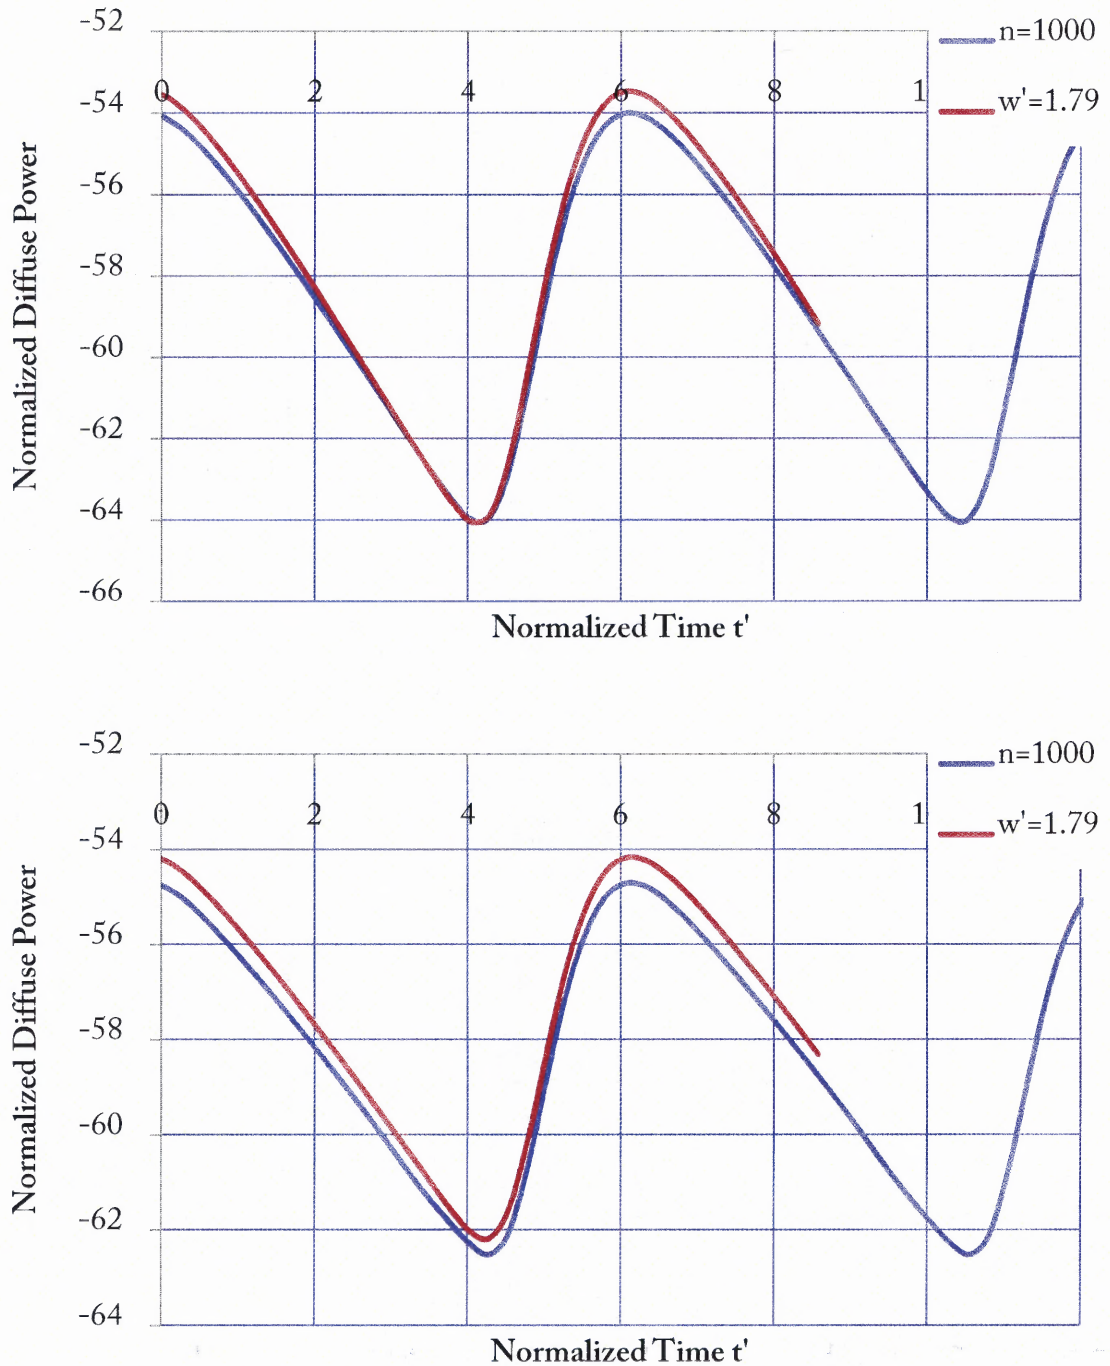 -52
n=1000
0 2 4 6 8 1
-54
w'=1.79
-56
-58
-60
-62
-64
-66
Normalized Diffuse Power
Normalized Time t'
-52
n=1000
0 2 4 6 8 1
w'=1.79
-54
-56
-58
-60
-62
-64
Normalized Diffuse Power
Normalized Time t'